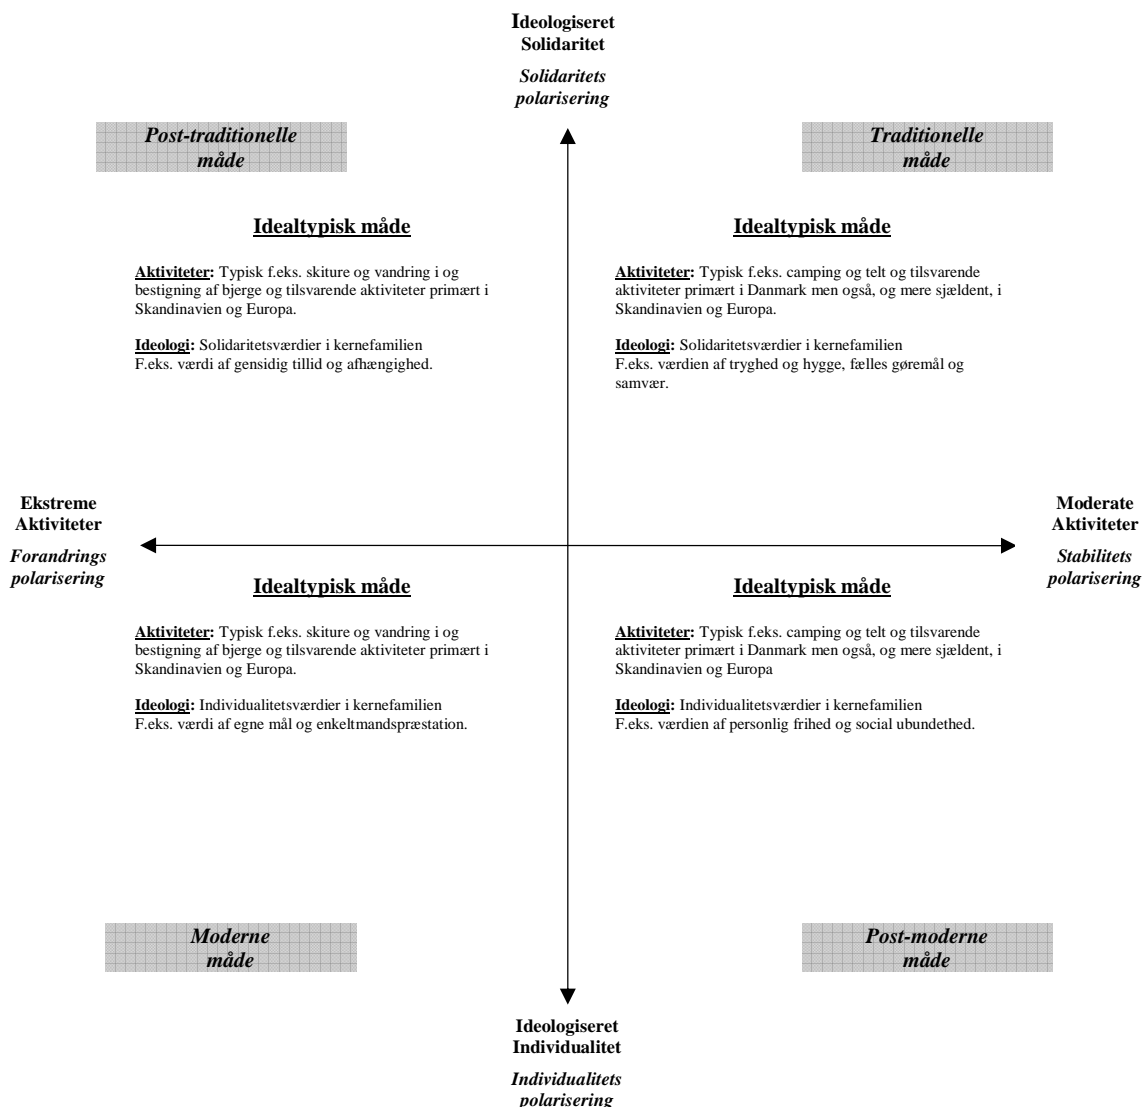 Ideologiseret
Solidaritet
Solidaritets
polarisering
Post-traditionelle
måde
Traditionelle
måde
Idealtypisk måde
Aktiviteter: Typisk f.eks. skiture og vandring i og
bestigning af bjerge og tilsvarende aktiviteter primært i
Skandinavien og Europa.
Ideologi: Solidaritetsværdier i kernefamilien
F.eks. værdi af gensidig tillid og afhængighed.
Idealtypisk måde
Aktiviteter: Typisk f.eks. camping og telt og tilsvarende
aktiviteter primært i Danmark men også, og mere sjældent, i
Skandinavien og Europa.
Ideologi: Solidaritetsværdier i kernefamilien
F.eks. værdien af tryghed og hygge, fælles gøremål og
samvær.
Ekstreme
Aktiviteter
Forandrings
polarisering
Moderate
Aktiviteter
Stabilitets
polarisering
Idealtypisk måde
Aktiviteter: Typisk f.eks. skiture og vandring i og
bestigning af bjerge og tilsvarende aktiviteter primært i
Skandinavien og Europa.
Ideologi: Individualitetsværdier i kernefamilien
F.eks. værdi af egne mål og enkeltmandspræstation.
Idealtypisk måde
Aktiviteter: Typisk f.eks. camping og telt og tilsvarende
aktiviteter primært i Danmark men også, og mere sjældent, i
Skandinavien og Europa
Ideologi: Individualitetsværdier i kernefamilien
F.eks. værdien af personlig frihed og social ubundethed.
Moderne
måde
Post-moderne
måde
Ideologiseret
Individualitet
Individualitets
polarisering